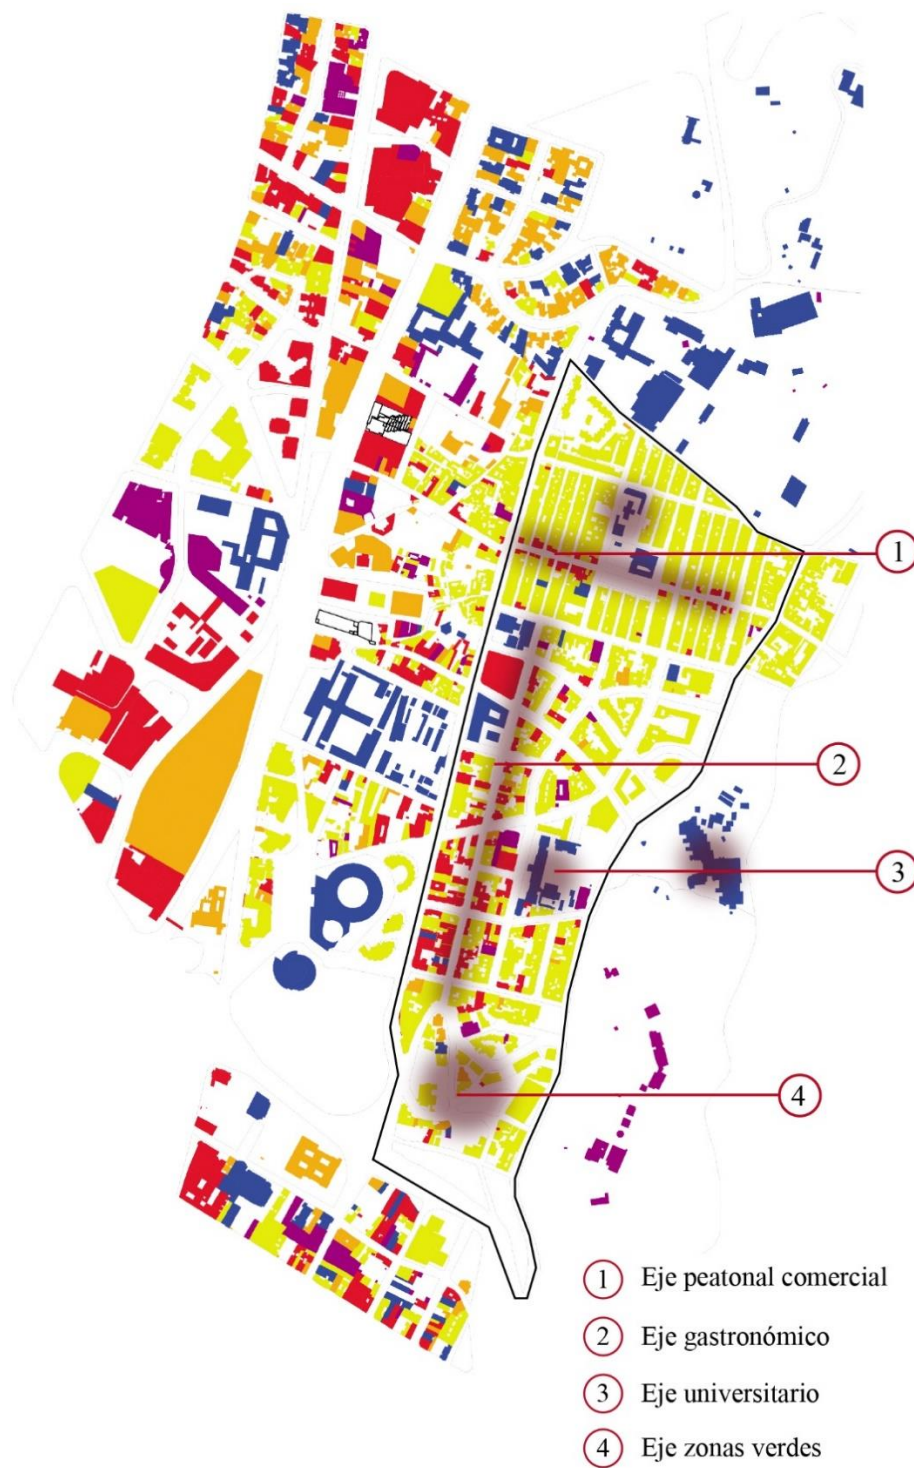 1
2
3
4
1 Eje peatonal comercial
2 Eje gastronómico
3 Eje universitario
4 Eje zonas verdes